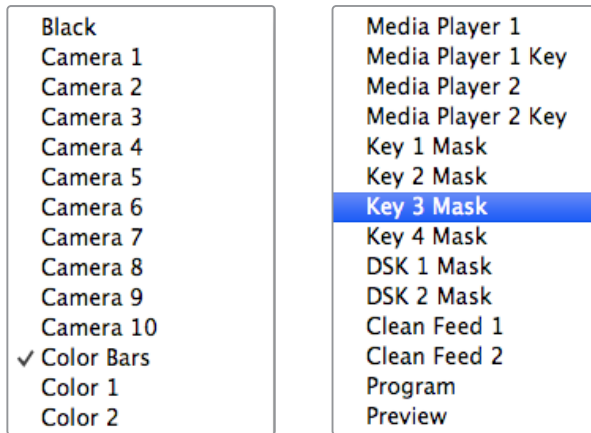 Black
Camera 1
Camera 2
Camera 3
Camera 4
Camera 5
Camera 6
Camera 7
Camera 8
Camera 9
Camera 10
✓ Color Bars
Color 1
Color 2
Media Player 1
Media Player 1 Key
Media Player 2
Media Player 2 Key
Key 1 Mask
Key 2 Mask
Key 3 Mask
Key 4 Mask
DSK 1 Mask
DSK 2 Mask
Clean Feed 1
Clean Feed 2
Program
Preview